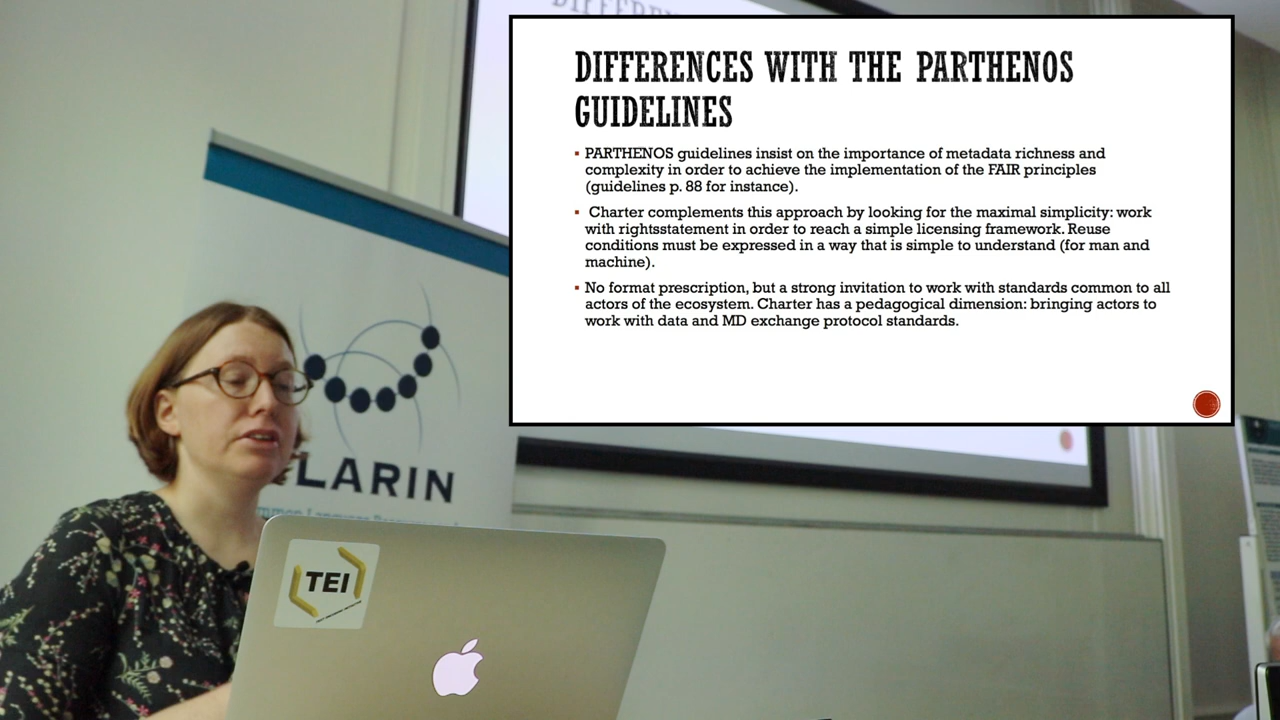 DIFFERENCES WITH THE PARTHENOS
GUIDELINES
▪ PARTHENOS guidelines insist on the importance of metadata richness and
complexity in order to achieve the implementation of the FAIR principles
(guidelines p. 88 for instance).
▪ Charter complements this approach by looking for the maximal simplicity: work
with rightsstatement in order to reach a simple licensing framework. Reuse
conditions must be expressed in a way that is simple to understand (for man and
machine).
▪ No format prescription, but a strong invitation to work with standards common to all
actors of the ecosystem. Charter has a pedagogical dimension: bringing actors to
work with data and MD exchange protocol standards.
LARIN
TEI